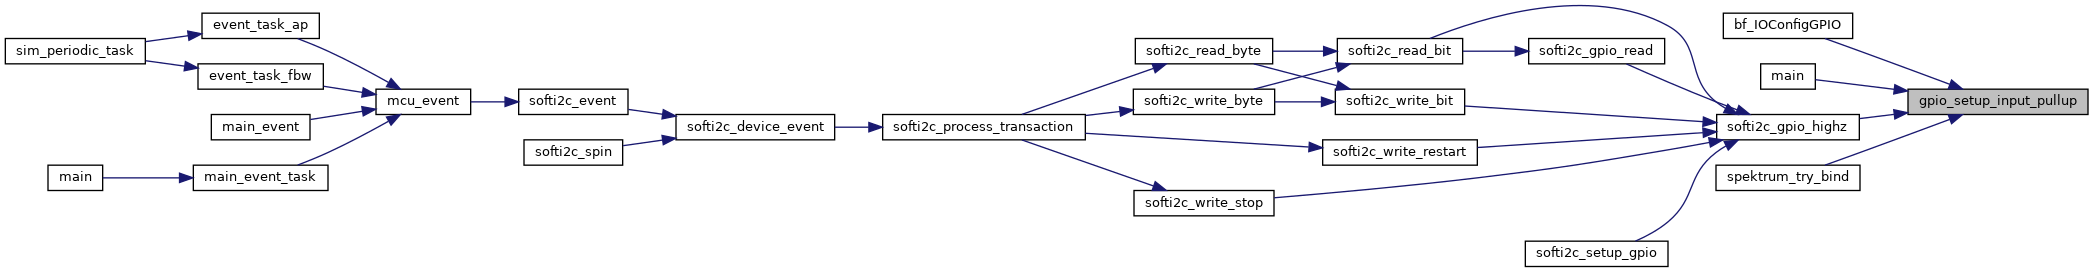 sim_periodic_task
event_task_ap
event_task_fbw
main_event
main
main_event_task
mcu_event
softi2c_event
softi2c_spin
softi2c_device_event
softi2c_process_transaction
softi2c_read_byte
softi2c_write_byte
softi2c_write_stop
softi2c_read_bit
softi2c_write_bit
softi2c_write_restart
softi2c_gpio_read
softi2c_setup_gpio
bf_IOConfigGPIO
main
softi2c_gpio_highz
spektrum_try_bind
gpio_setup_input_pullup